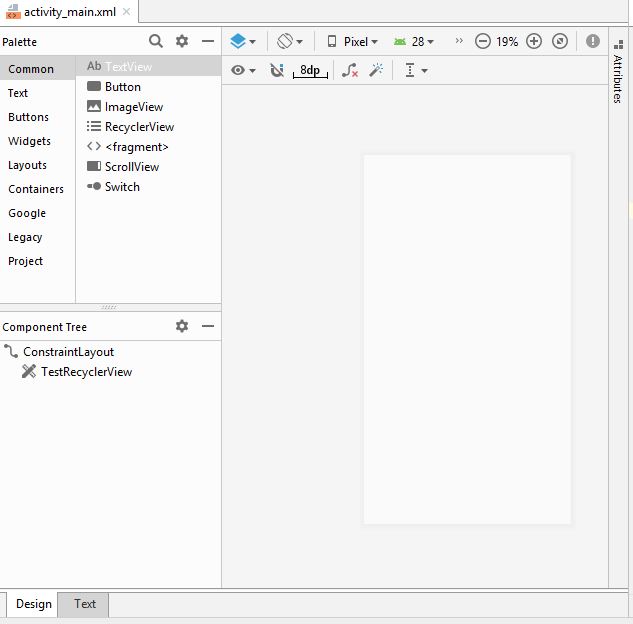 activity_main.xml
Palette
Pixel
28
19%
8dp
Attributes
Common
Text
Buttons
Widgets
Layouts
Containers
Google
Legacy
Project
Ab TextView
Button
ImageView
RecyclerView
<fragment>
ScrollView
Switch
Component Tree
ConstraintLayout
TestRecyclerView
Design
Text